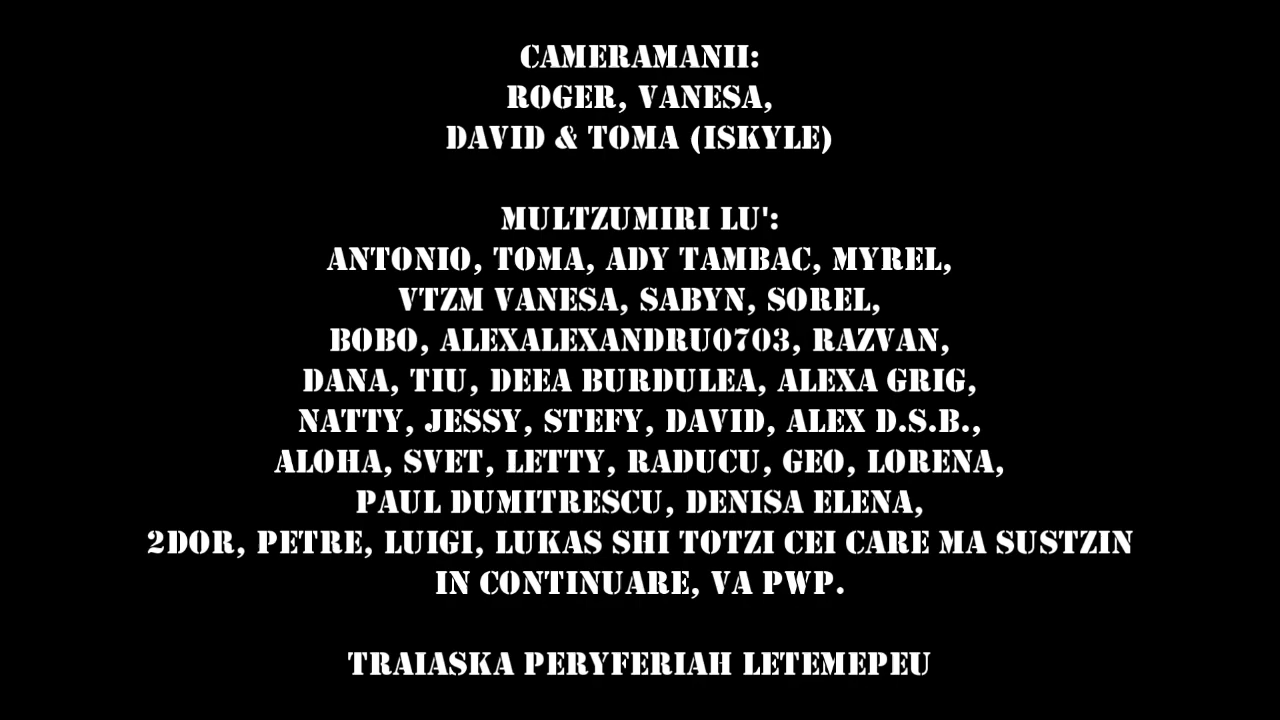 CAMERAMANII:
ROGER, VANESA,
DAVID & TOMA (ISKYLE)
MULTZUMIRI LU':
ANTONIO, TOMA, ADY TAMBAC, MYREL,
VTZM VANESA, SABYN, SOREL,
BOBO, ALEXALEXANDRU0703, RAZVAN,
DANA, TIU, DEEA BURDULEA, ALEXA GRIG,
NATTY, JESSY, STEFY, DAVID, ALEX D.S.B.,
ALOHA, SVET, LETTY, RADUCU, GEO, LORENA,
PAUL DUMITRESCU, DENISA ELENA,
2DOR, PETRE, LUIGI, LUKAS SHI TOTZI CEI CARE MA SUSTZIN
IN CONTINUARE, VA PWP.
TRAIASKA PERYFERIAH LETEMEPEU